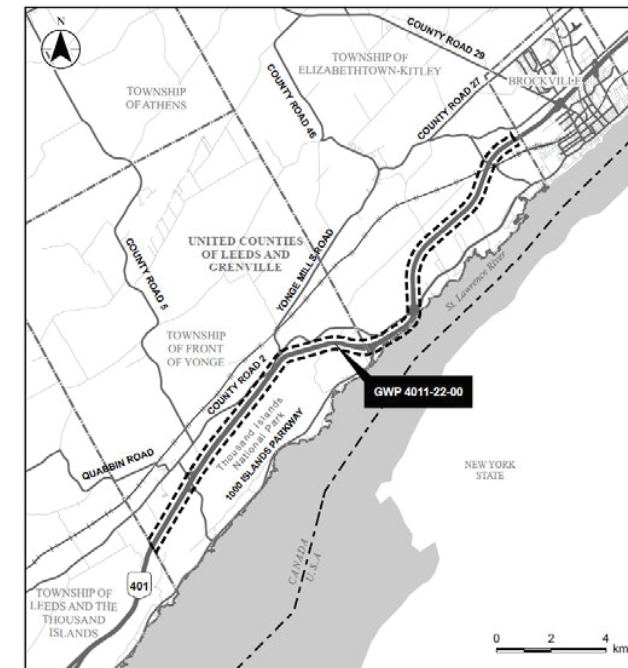 N
COUNTY ROAD 29
TOWNSHIP OF
ELIZABETHTOWN-KITLEY
BROCKVILLE
TOWNSHIP
OF ATHENS
COUNTY ROAD 46
COUNTY ROAD 27
UNITED COUNTIES
OF LEEDS AND
GRENVILLE
YONGE MILLS ROAD
COUNTY ROAD 5
St. Lawrence River
TOWNSHIP
OF FRONT
OF YONGE
COUNTY ROAD 2
GWP 4011-22-00
Thousand Islands
National Park
1000 ISLANDS PARKWAY
QUABBIN ROAD
NEW YORK
STATE
CANADA
U.S.A
401
TOWNSHIP OF
LEEDS AND THE
THOUSAND
ISLANDS
0 2 4
km